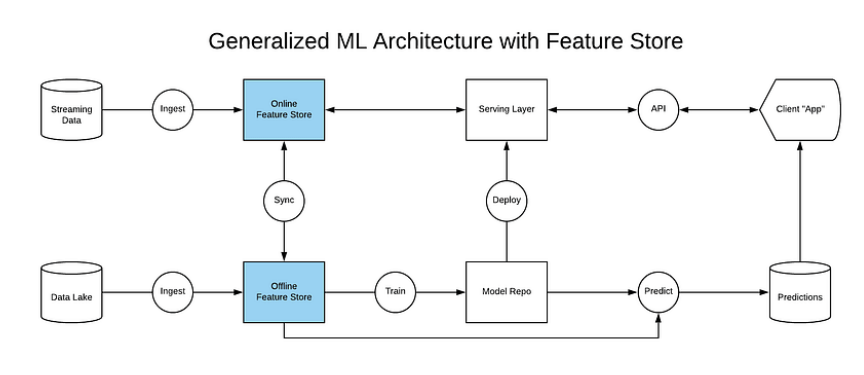 Generalized ML Architecture with Feature Store
Streaming
Data
Ingest
Online
Feature Store
Serving Layer
API
Client "App"
Sync
Deploy
Data Lake
Ingest
Offline
Feature Store
Train
Model Repo
Predict
Predictions